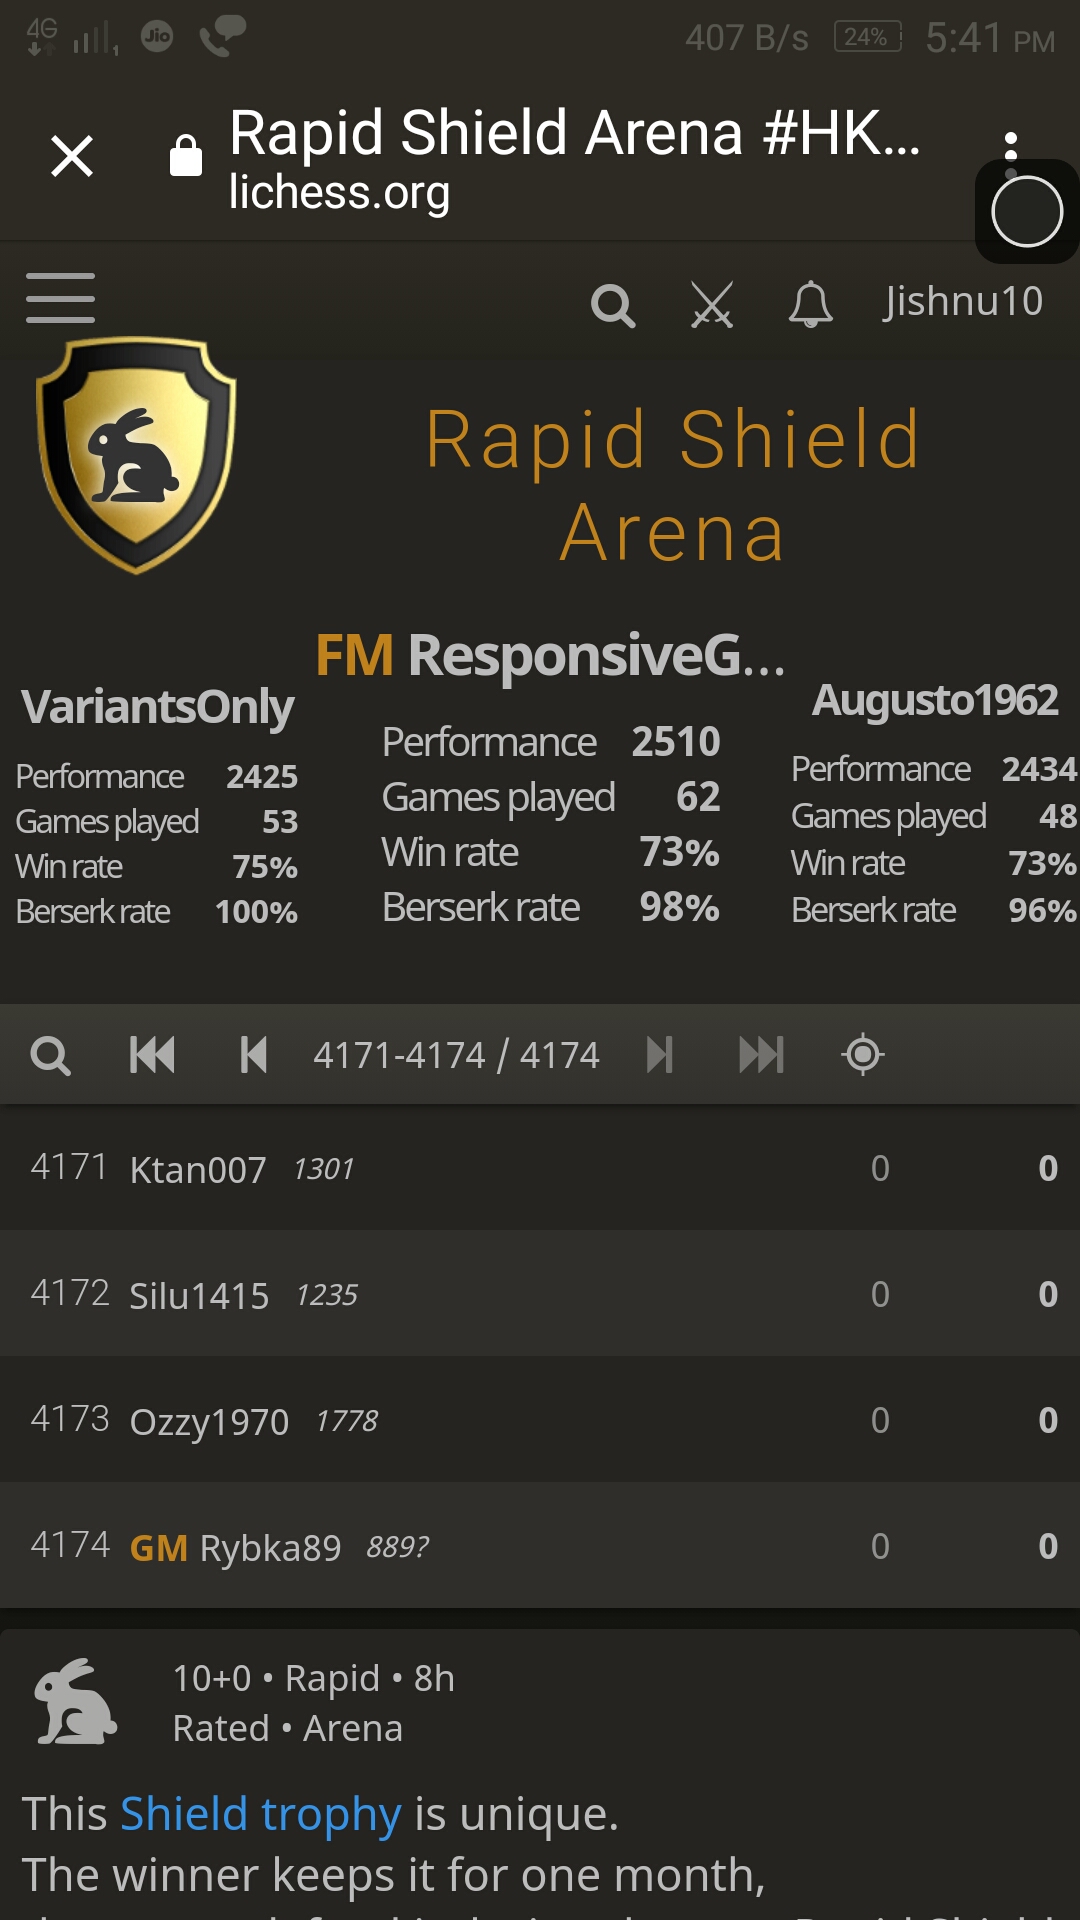 4G 1 Jio 407 B/s 24% 5:41 PM
Rapid Shield Arena #HK...
lichess.org
Jishnu10
Rapid Shield
Arena
FM ResponsiveG...
VariantsOnly
Performance 2425
Games played 53
Win rate 75%
Berserk rate 100%
Performance 2510
Games played 62
Win rate 73%
Berserk rate 98%
Augusto1962
Performance 2434
Games played 48
Win rate 73%
Berserk rate 96%
4171-4174 / 4174
4171 Ktan007 1301 0 0
4172 Silu1415 1235 0 0
4173 Ozzy1970 1778 0 0
4174 GM Rybka89 889? 0 0
10+0 • Rapid • 8h
Rated • Arena
This Shield trophy is unique.
The winner keeps it for one month,